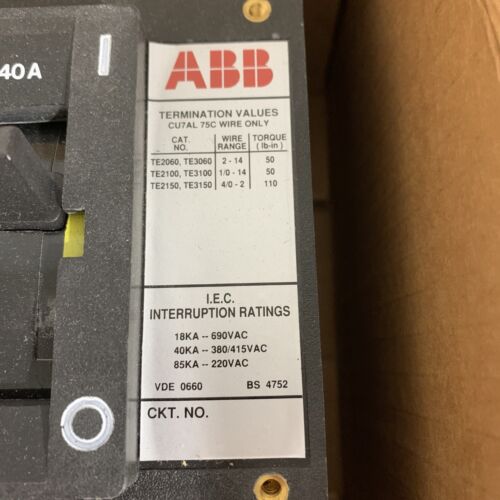 40A
I
ABB
TERMINATION VALUES
CU7AL 75C WIRE ONLY
CAT. NO. WIRE RANGE TORQUE (lb-in)
TE2060, TE3060 2 - 14 50
TE2100, TE3100 1/0 - 14 50
TE2150, TE3150 4/0 - 2 110
I.E.C.
INTERRUPTION RATINGS
18KA -- 690VAC
40KA -- 380/415VAC
85KA -- 220VAC
VDE 0660 BS 4752
CKT. NO.
O